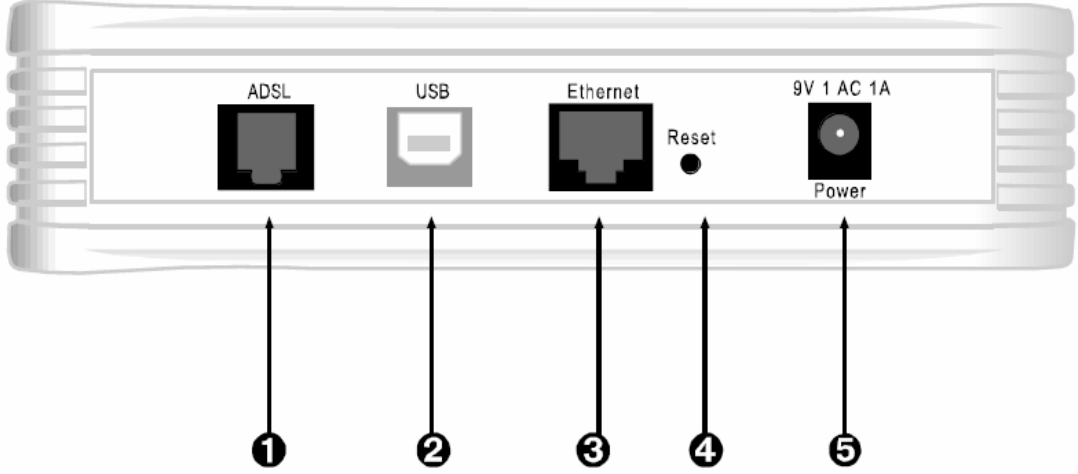 ADSL
USB
Ethernet
Reset
9V 1 AC 1A
Power
1
2
3
4
5